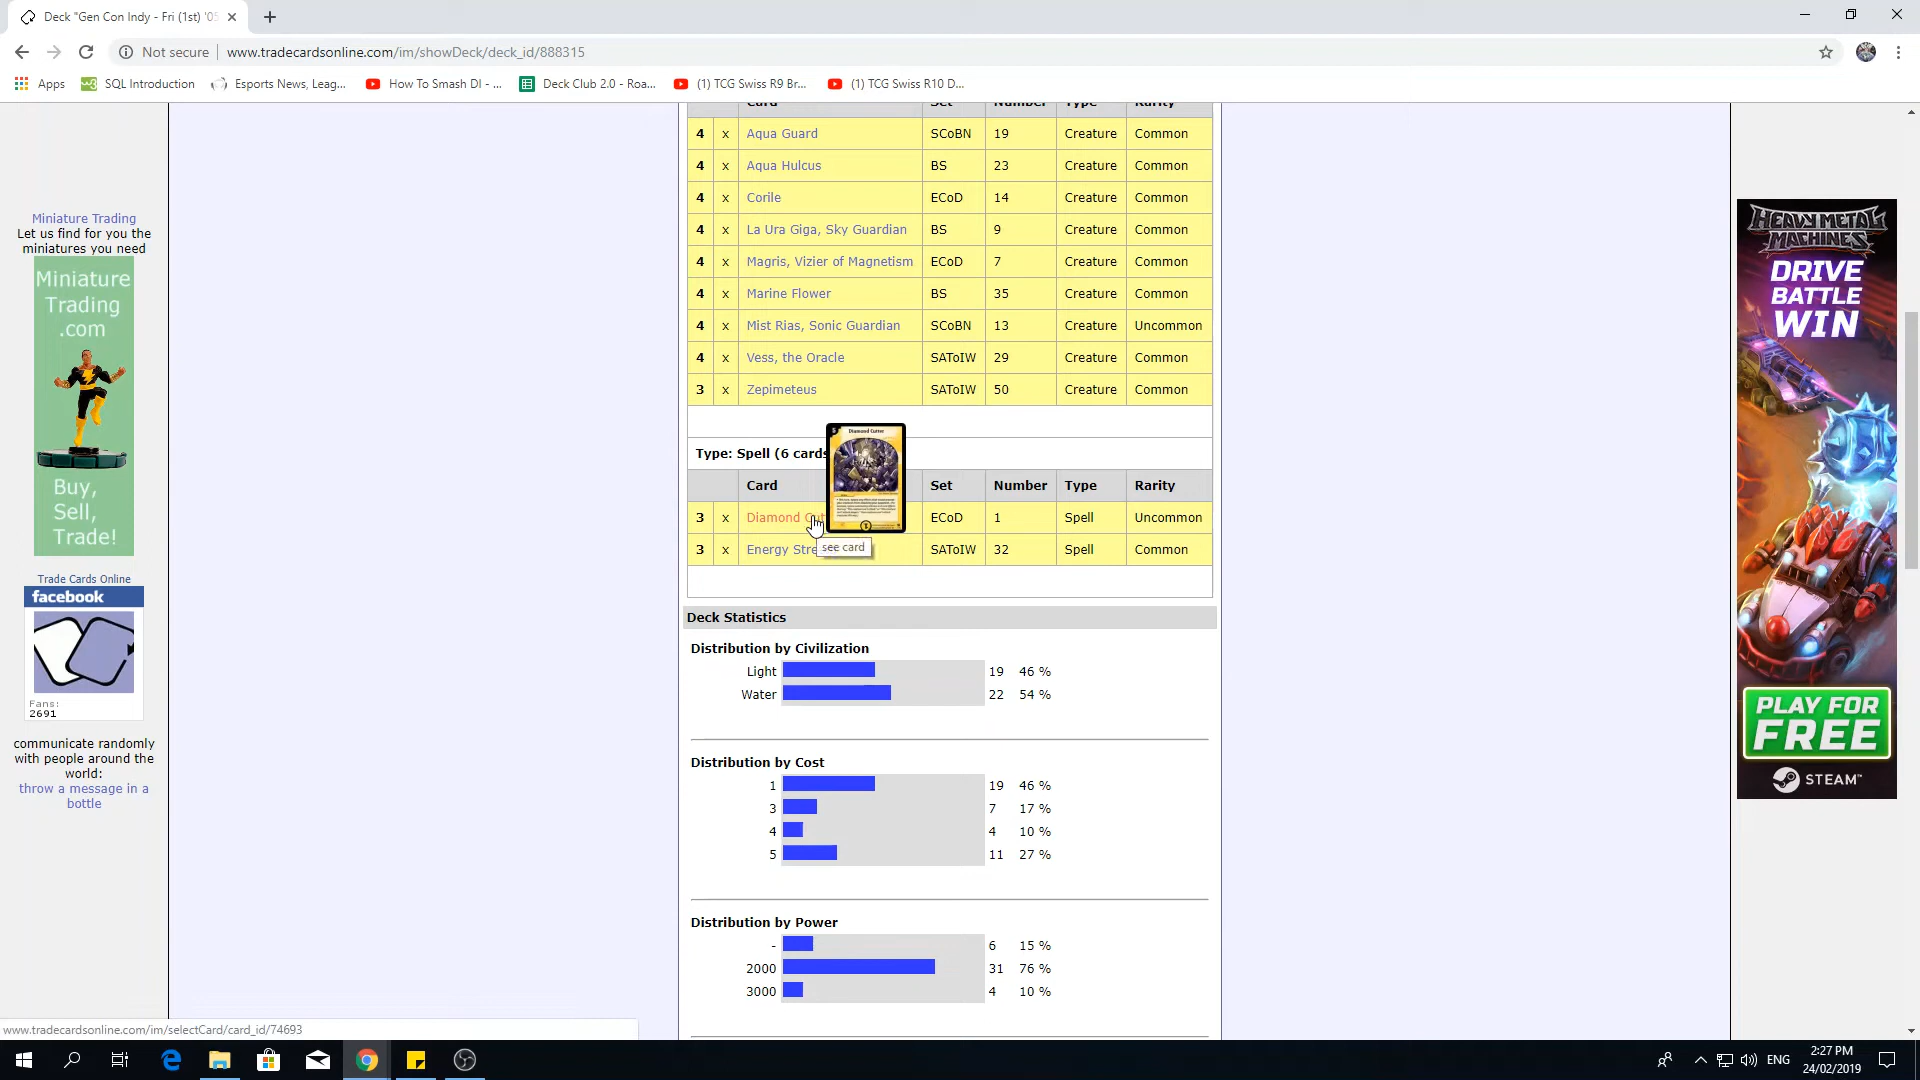 Deck "Gen Con Indy - Fri (1st) '05
Not secure
www.tradecardsonline.com/im/showDeck/deck_id/888315
Apps
SQL Introduction
Esports News, Leag...
How To Smash DI - ...
Deck Club 2.0 - Roa...
(1) TCG Swiss R9 Br...
(1) TCG Swiss R10 D...
Card Set Number Type Rarity
4 x Aqua Guard SCoBN 19 Creature Common
4 x Aqua Hulcus BS 23 Creature Common
4 x Corile ECoD 14 Creature Common
4 x La Ura Giga, Sky Guardian BS 9 Creature Common
4 x Magris, Vizier of Magnetism ECoD 7 Creature Common
4 x Marine Flower BS 35 Creature Common
4 x Mist Rias, Sonic Guardian SCoBN 13 Creature Uncommon
4 x Vess, the Oracle SAToIW 29 Creature Common
3 x Zepimeteus SAToIW 50 Creature Common
Type: Spell (6 cards
Card Set Number Type Rarity
3 x Diamond Cut ECoD 1 Spell Uncommon
3 x Energy Stre SAToIW 32 Spell Common
Diamond Cutter
5
see card
Deck Statistics
Distribution by Civilization
Light 19 46 %
Water 22 54 %
Distribution by Cost
1 19 46 %
3 7 17 %
4 4 10 %
5 11 27 %
Distribution by Power
- 6 15 %
2000 31 76 %
3000 4 10 %
Miniature Trading
Let us find for you the
miniatures you need
Miniature
Trading
.com
Buy,
Sell,
Trade!
Trade Cards Online
facebook
Fans:
2691
communicate randomly
with people around the
world:
throw a message in a
bottle
HEAVY METAL
MACHINES
DRIVE
BATTLE
WIN
PLAY FOR
FREE
STEAM™
www.tradecardsonline.com/im/selectCard/card_id/74693
ENG
2:27 PM
24/02/2019